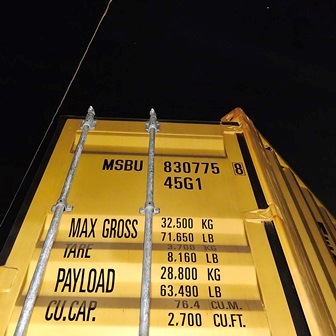 MSBU 830775 8
45G1
MAX GROSS 32.500 KG
71.650 LB
TARE 3.700 KG
8.160 LB
PAYLOAD 28.800 KG
63.490 LB
CU.CAP. 76.4 CU.M.
2.700 CU.FT.